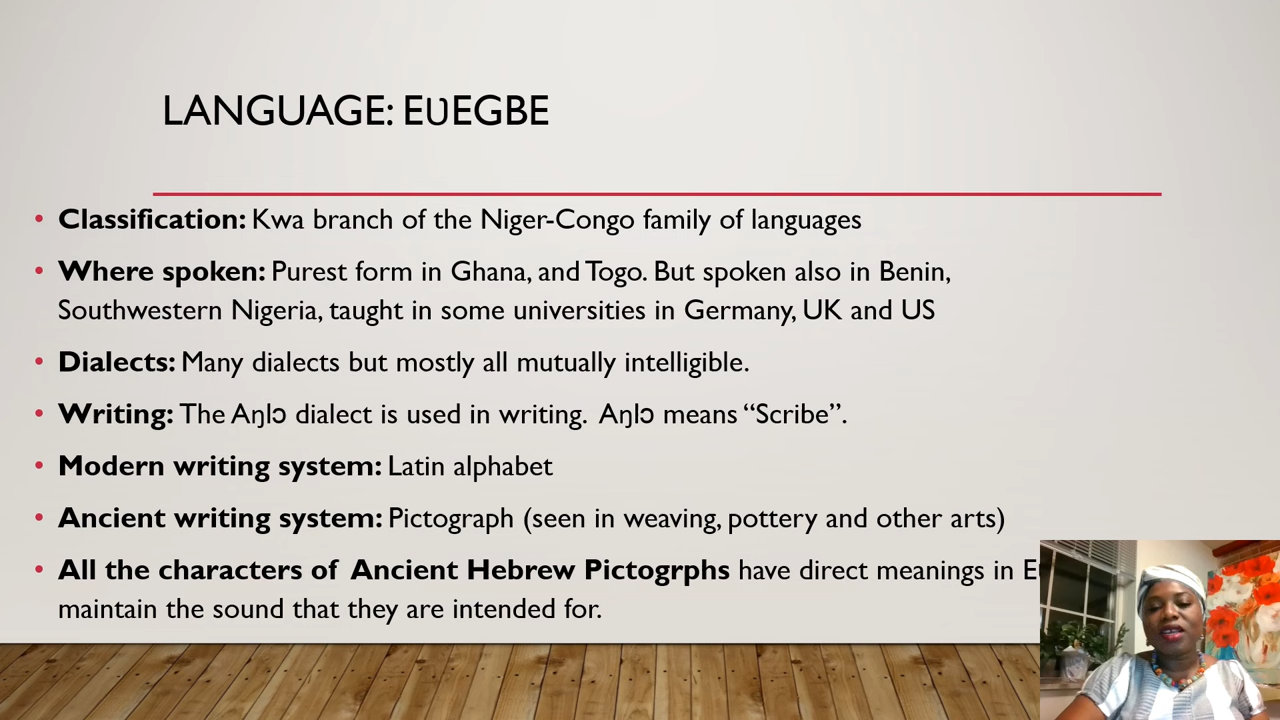 LANGUAGE: EƲEGBE
• Classification: Kwa branch of the Niger-Congo family of languages
• Where spoken: Purest form in Ghana, and Togo. But spoken also in Benin,
Southwestern Nigeria, taught in some universities in Germany, UK and US
• Dialects: Many dialects but mostly all mutually intelligible.
• Writing: The Aŋlɔ dialect is used in writing. Aŋlɔ means “Scribe”.
• Modern writing system: Latin alphabet
• Ancient writing system: Pictograph (seen in weaving, pottery and other arts)
• All the characters of Ancient Hebrew Pictogrphs have direct meanings in
maintain the sound that they are intended for.